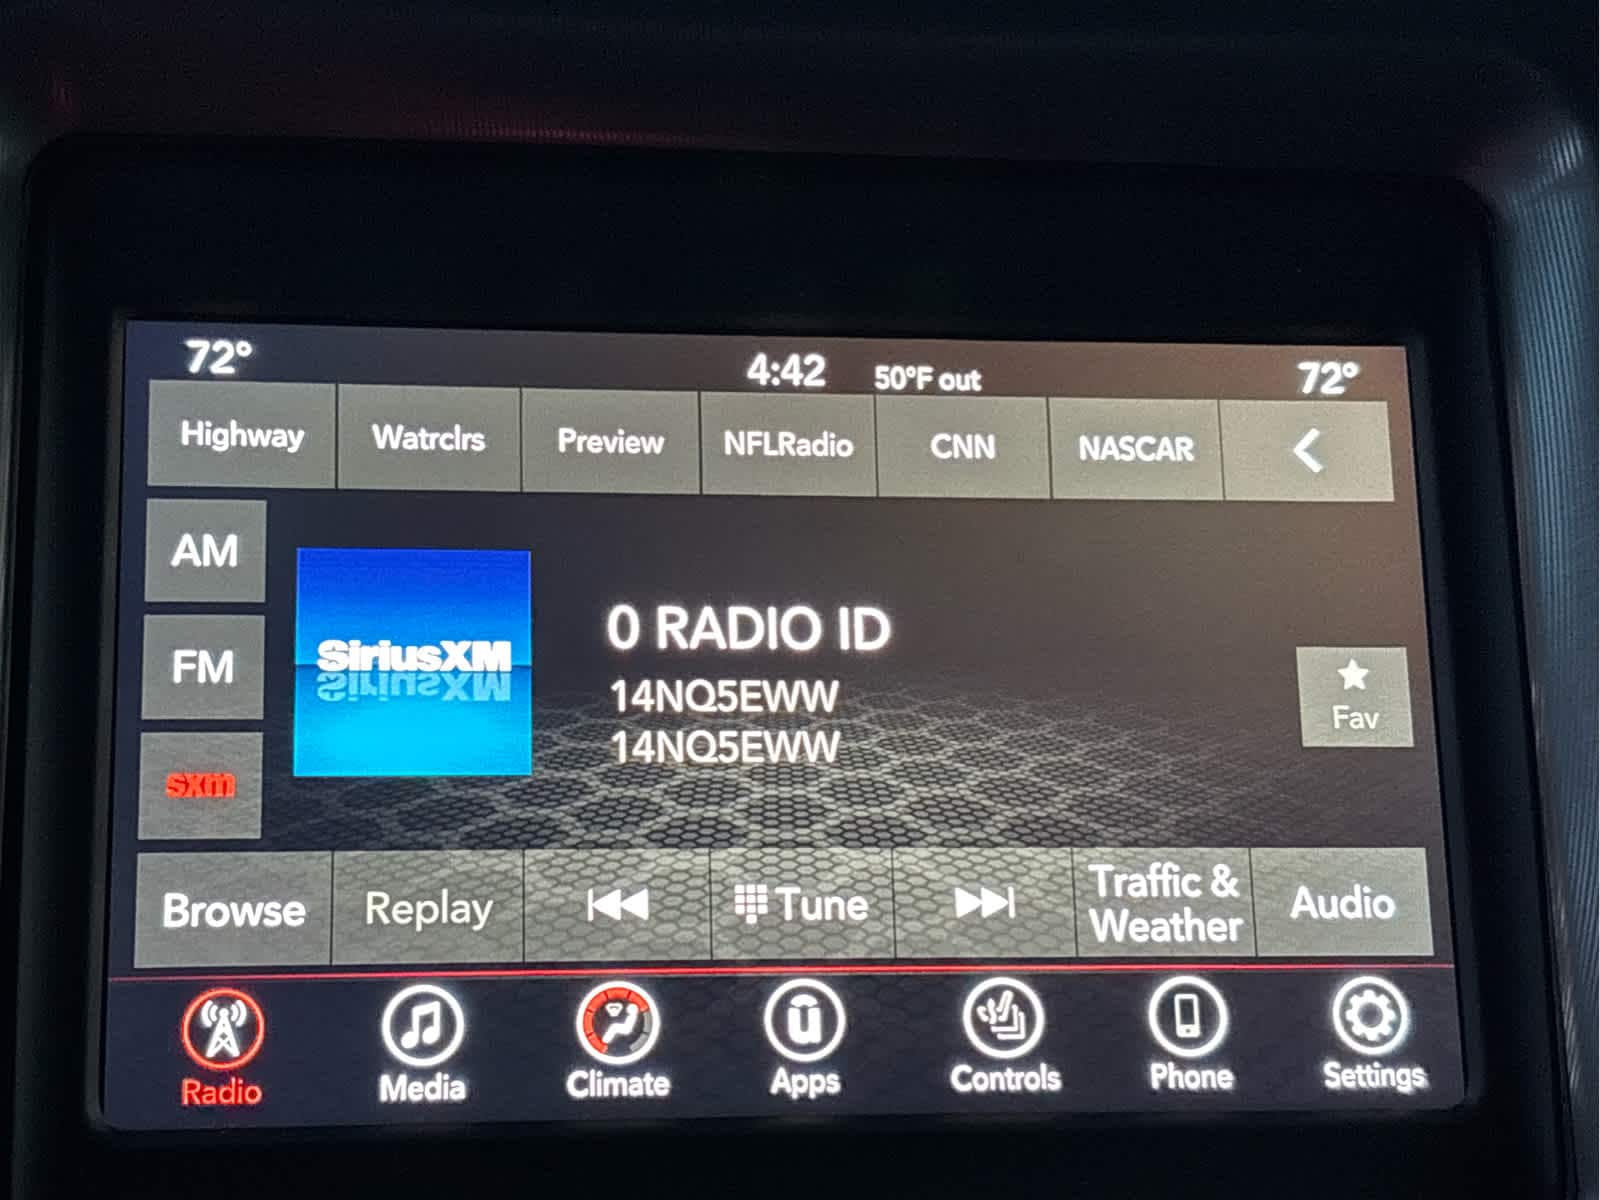 72° 4:42 50°F out 72°
Highway Watrclrs Preview NFLRadio CNN NASCAR
AM
FM
sxm
SiriusXM
0 RADIO ID
14NQ5EWW
14NQ5EWW
Fav
Browse Replay Tune Traffic & Weather Audio
Radio Media Climate Apps Controls Phone Settings